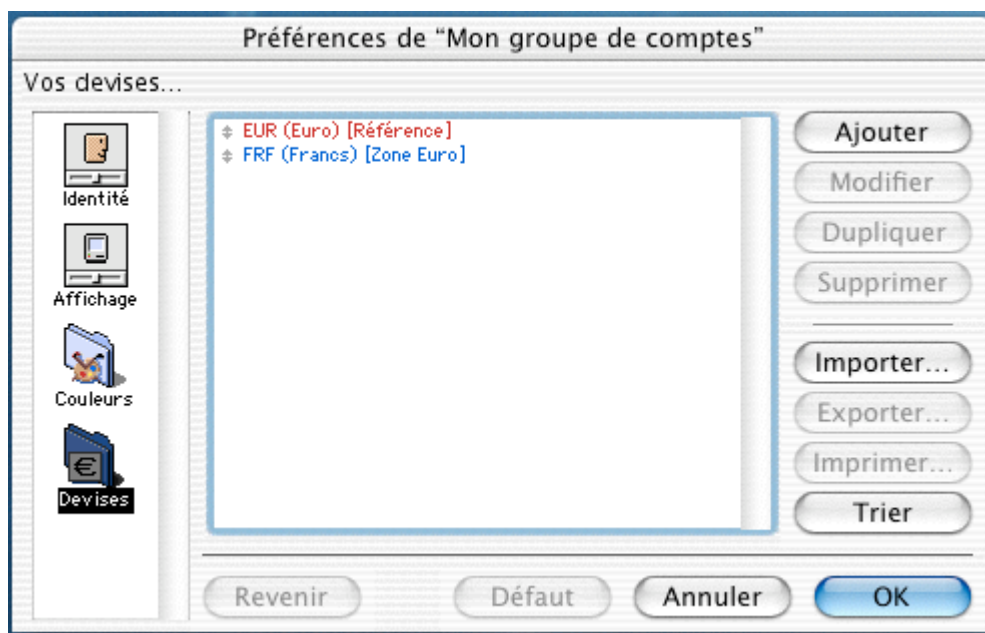 Préférences de “Mon groupe de comptes”
Vos devises...
Identité
Affichage
Couleurs
Devises
EUR (Euro) [Référence]
FRF (Francs) [Zone Euro]
Ajouter
Modifier
Dupliquer
Supprimer
Importer...
Exporter...
Imprimer...
Trier
Revenir
Défaut
Annuler
OK